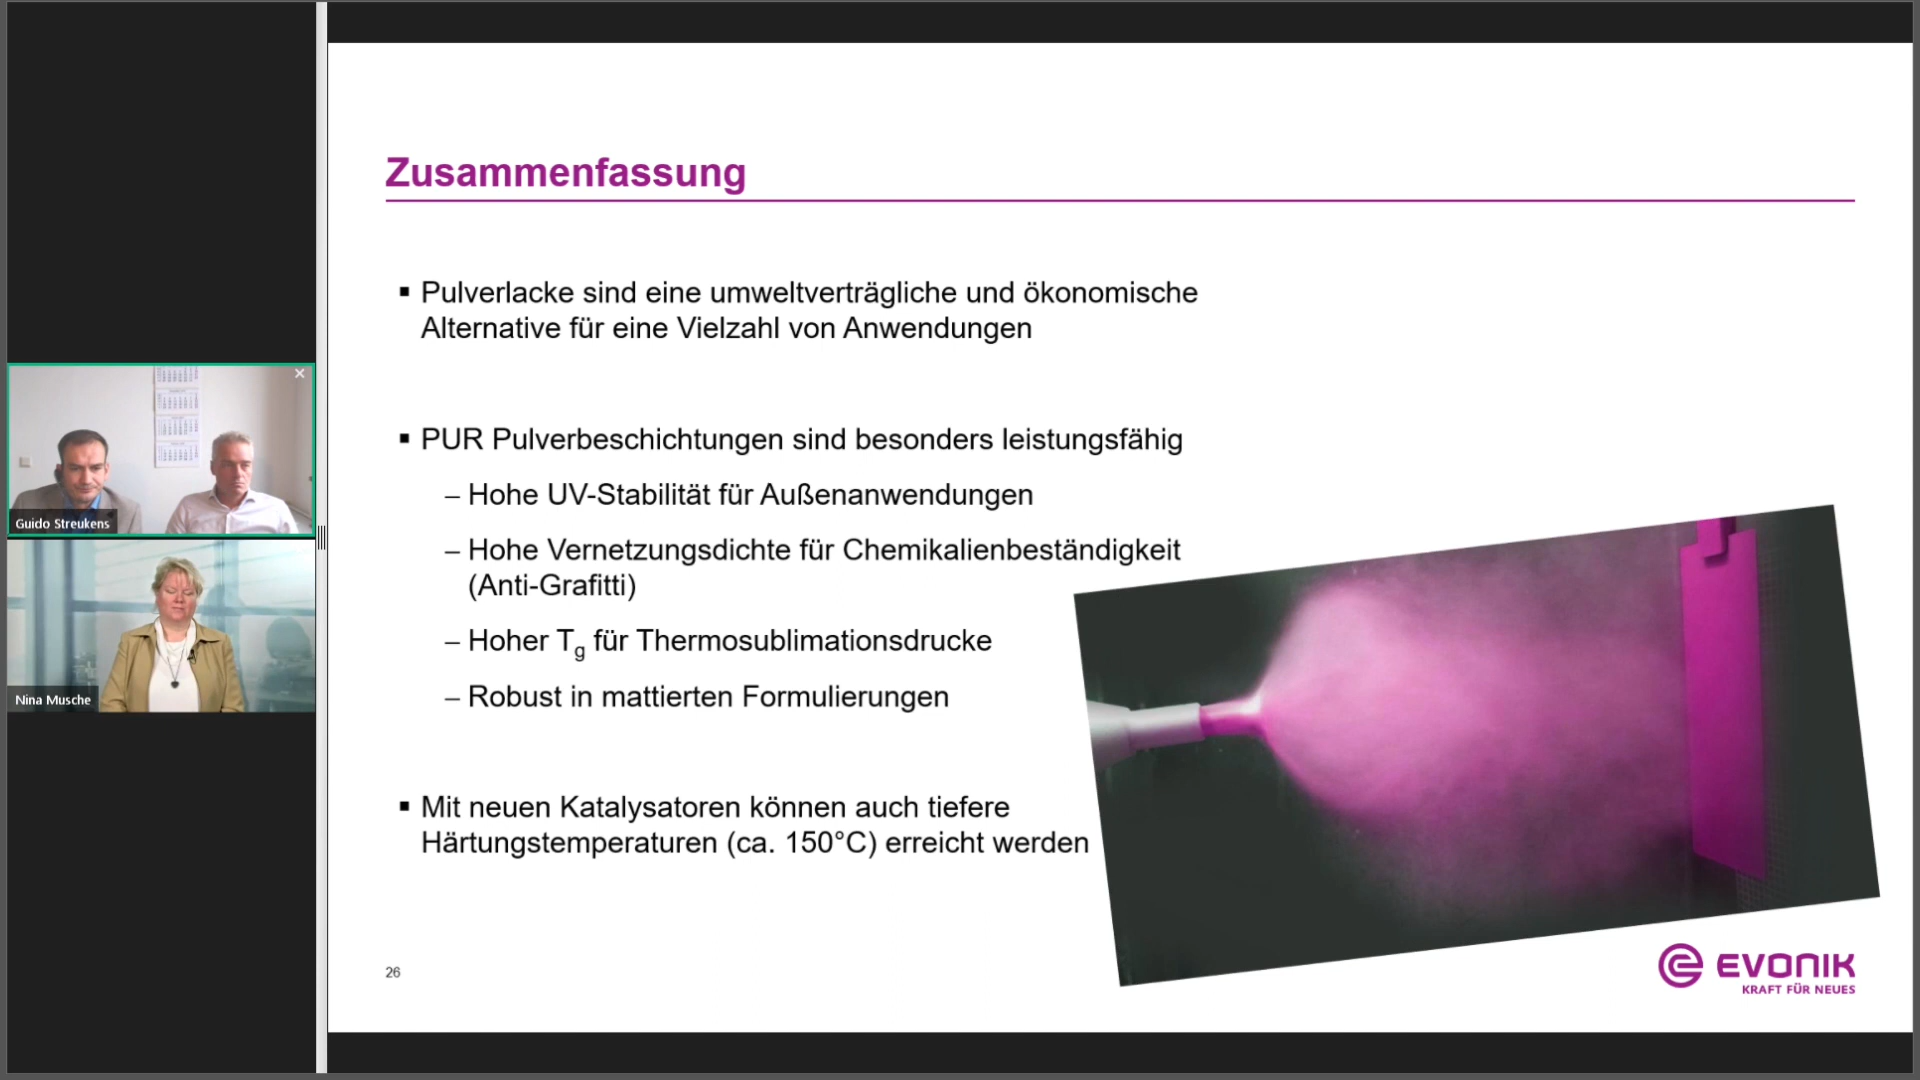 Zusammenfassung
▪ Pulverlacke sind eine umweltverträgliche und ökonomische
Alternative für eine Vielzahl von Anwendungen
▪ PUR Pulverbeschichtungen sind besonders leistungsfähig
– Hohe UV-Stabilität für Außenanwendungen
– Hohe Vernetzungsdichte für Chemikalienbeständigkeit
(Anti-Grafitti)
– Hoher Tg für Thermosublimationsdrucke
– Robust in mattierten Formulierungen
▪ Mit neuen Katalysatoren können auch tiefere
Härtungstemperaturen (ca. 150°C) erreicht werden
26
EVONIK
KRAFT FÜR NEUES
Guido Streukens
Nina Musche